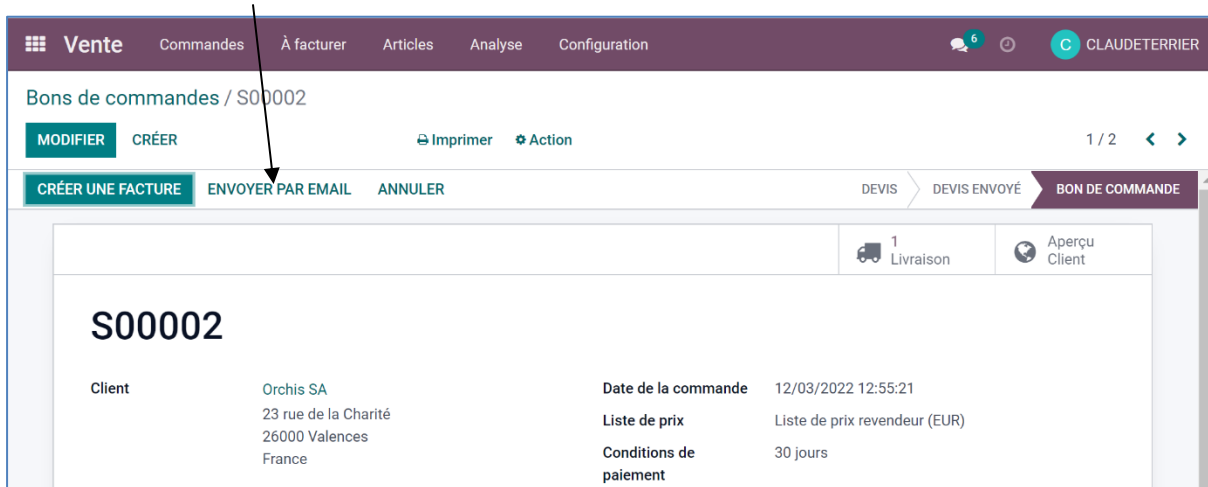 Vente Commandes À facturer Articles Analyse Configuration 6 C CLAUDETERRIER
Bons de commandes / S00002
MODIFIER CRÉER Imprimer Action 1 / 2
CRÉER UNE FACTURE ENVOYER PAR EMAIL ANNULER DEVIS DEVIS ENVOYÉ BON DE COMMANDE
1 Livraison
Aperçu Client
S00002
Client Orchis SA Date de la commande 12/03/2022 12:55:21
23 rue de la Charité Liste de prix Liste de prix revendeur (EUR)
26000 Valences
France Conditions de paiement 30 jours